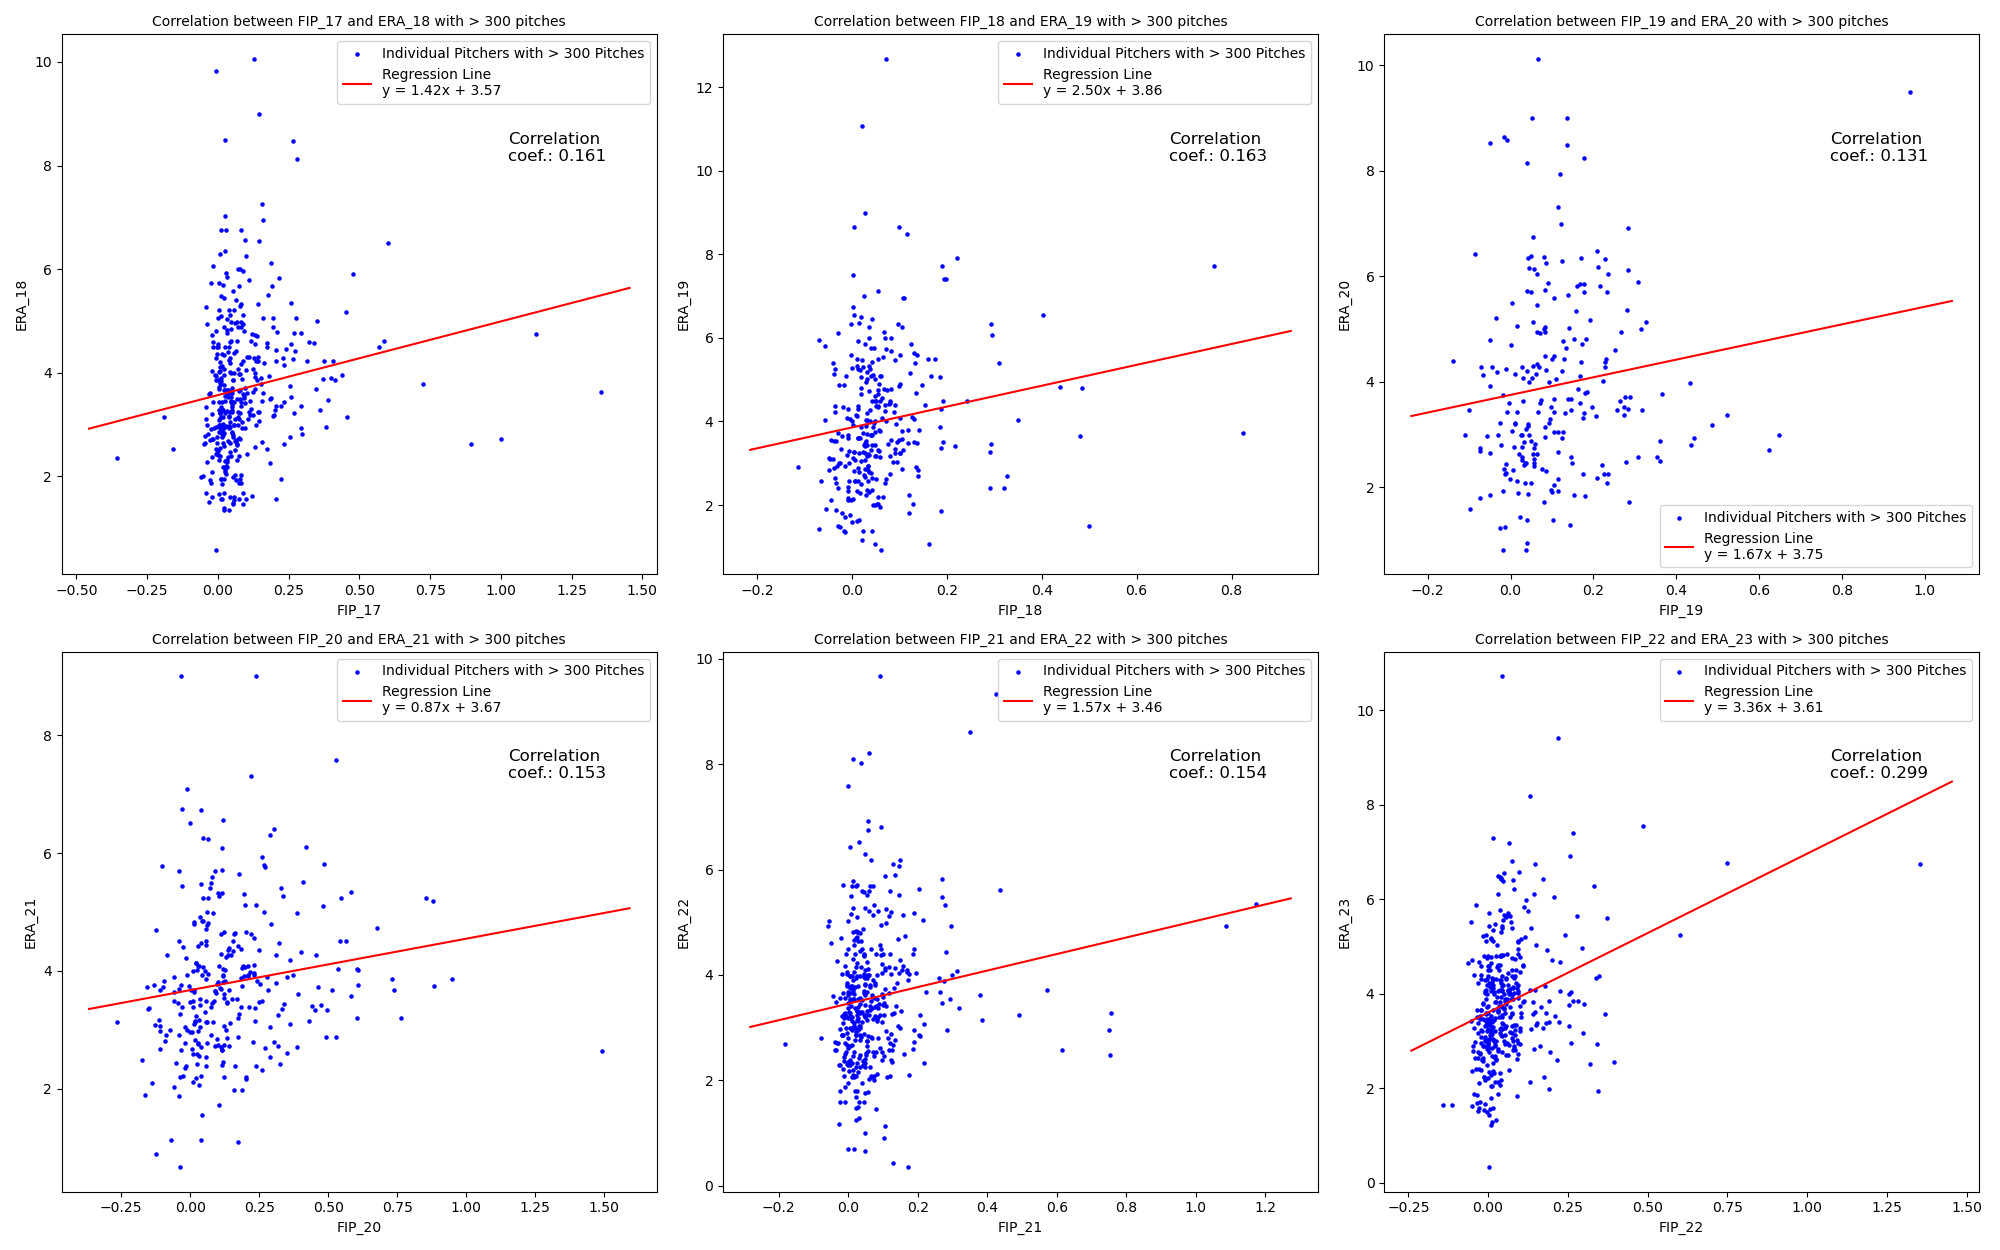 Correlation between FIP_17 and ERA_18 with > 300 pitches
Individual Pitchers with > 300 Pitches
Regression Line
y = 1.42x + 3.57
Correlation
coef.: 0.161
10
8
6
4
2
ERA_18
−0.50 −0.25 0.00 0.25 0.50 0.75 1.00 1.25 1.50
FIP_17
Correlation between FIP_18 and ERA_19 with > 300 pitches
Individual Pitchers with > 300 Pitches
Regression Line
y = 2.50x + 3.86
Correlation
coef.: 0.163
12
10
8
6
4
2
ERA_19
−0.2 0.0 0.2 0.4 0.6 0.8
FIP_18
Correlation between FIP_19 and ERA_20 with > 300 pitches
Correlation
coef.: 0.131
10
8
6
4
2
ERA_20
Individual Pitchers with > 300 Pitches
Regression Line
y = 1.67x + 3.75
−0.2 0.0 0.2 0.4 0.6 0.8 1.0
FIP_19
Correlation between FIP_20 and ERA_21 with > 300 pitches
Individual Pitchers with > 300 Pitches
Regression Line
y = 0.87x + 3.67
Correlation
coef.: 0.153
8
6
4
2
ERA_21
−0.25 0.00 0.25 0.50 0.75 1.00 1.25 1.50
FIP_20
Correlation between FIP_21 and ERA_22 with > 300 pitches
Individual Pitchers with > 300 Pitches
Regression Line
y = 1.57x + 3.46
Correlation
coef.: 0.154
10
8
6
4
2
0
ERA_22
−0.2 0.0 0.2 0.4 0.6 0.8 1.0 1.2
FIP_21
Correlation between FIP_22 and ERA_23 with > 300 pitches
Individual Pitchers with > 300 Pitches
Regression Line
y = 3.36x + 3.61
Correlation
coef.: 0.299
10
8
6
4
2
0
ERA_23
−0.25 0.00 0.25 0.50 0.75 1.00 1.25 1.50
FIP_22